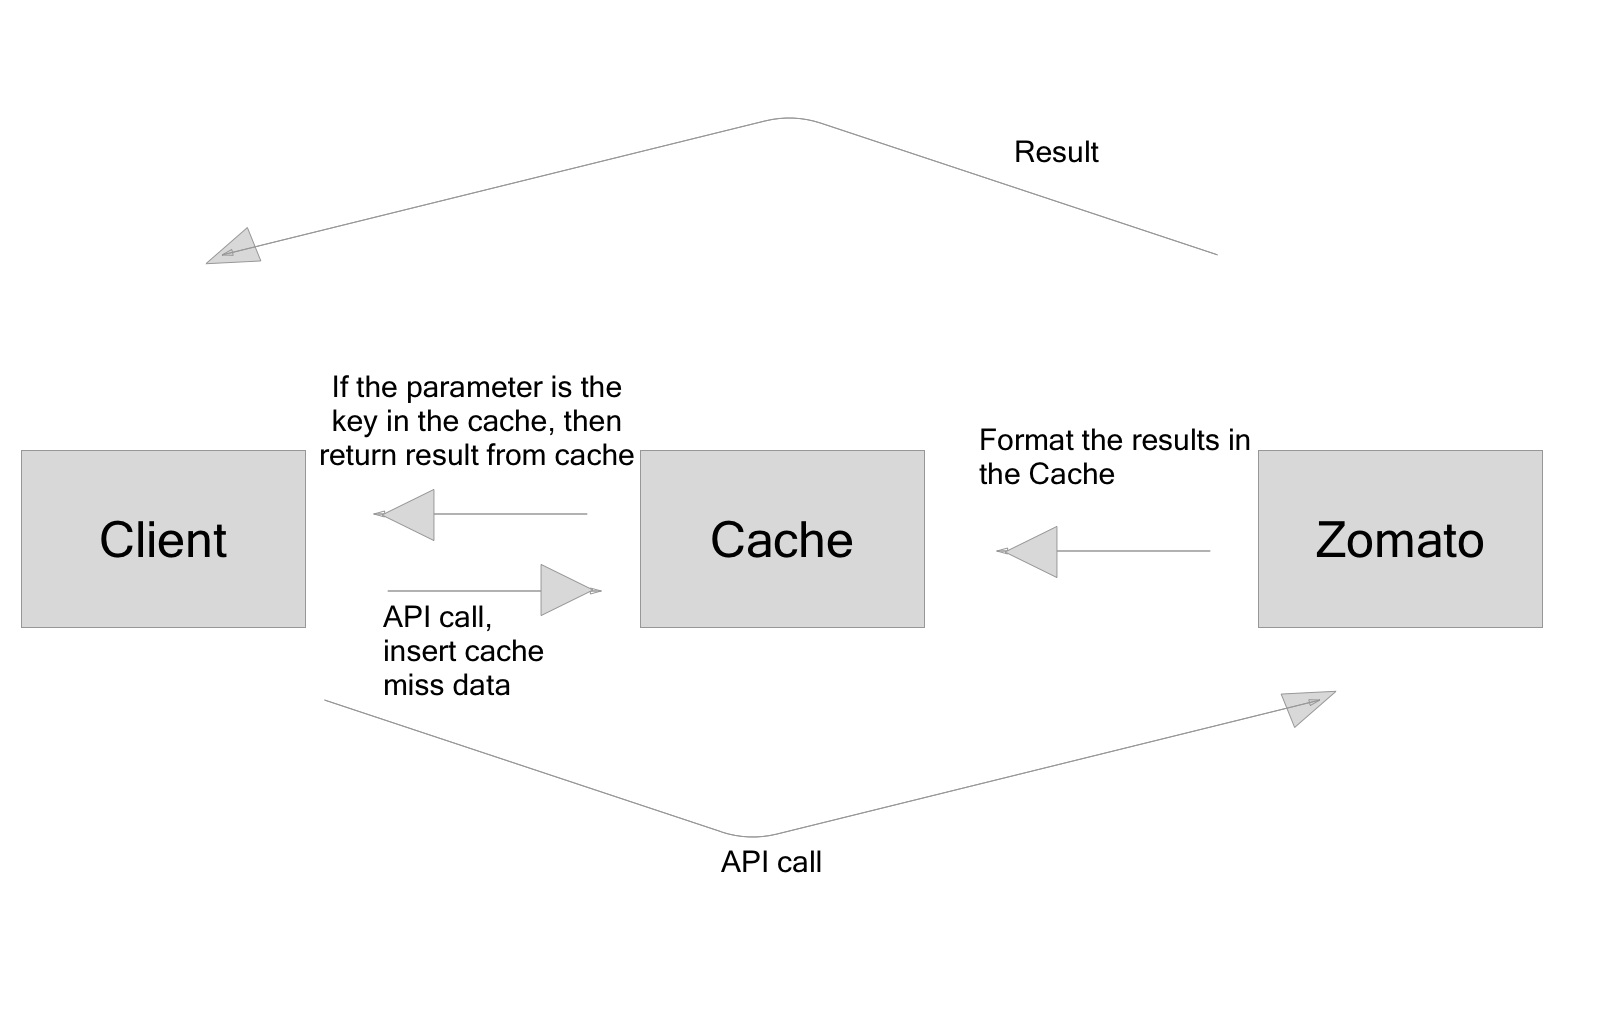 Result
If the parameter is the
key in the cache, then
return result from cache
Format the results in
the Cache
Client
Cache
Zomato
API call,
insert cache
miss data
API call